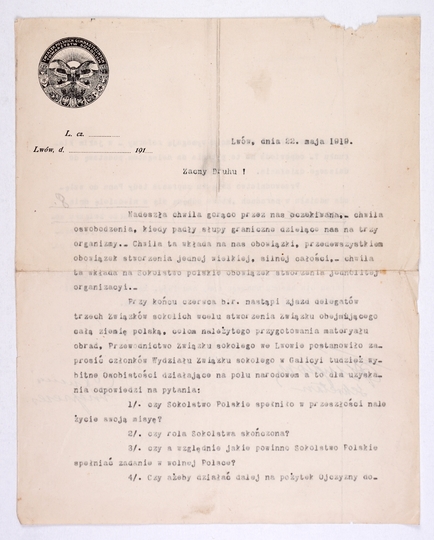 L. cz.
Lwów, d. 191
Lwów, dnia 22. maja 1919.
Zacny Druhu !
Nadeszła chwila gorąco przez nas oczekiwana,- chwila
oswobodzenia, kiedy padły słupy graniczne dzielące nas na trzy
organizmy.- Chwila ta wkłada na nas obowiązki, przedewszystkiem
obowiązek stworzenia jednej wielkiej, silnej całości,- chwila
ta wkłada na Sokolstwo polskie obowiązek stworzenia jednolitej
organizacyi.-
Przy końcu czerwca b.r. nastąpi Zjazd delegatów
trzech Związków sokolich wcelu stworzenia Związku obejmującego
całą ziemię polską, celem należytego przygotowania materyału
obrad, Przewodnictwo Związku sokolego we Lwowie postanowiło za-
prosić członków Wydziału Związku sokolego w Galicyi tudzież wy-
bitne Osobistości działające na polu narodowem a to dla uzyska-
nia odpowiedzi na pytania:
1/. czy Sokolstwo Polskie spełniło w przeszłości nale
życie swoją misyę?
2/. czy rola Sokolstwa skończona?
3/. czy a względnie jakie powinno Sokolstwo Polskie
spełniać zadanie w wolnej Polsce?
4/. Czy ażeby działać dalej na pożytek Ojczyzny do-